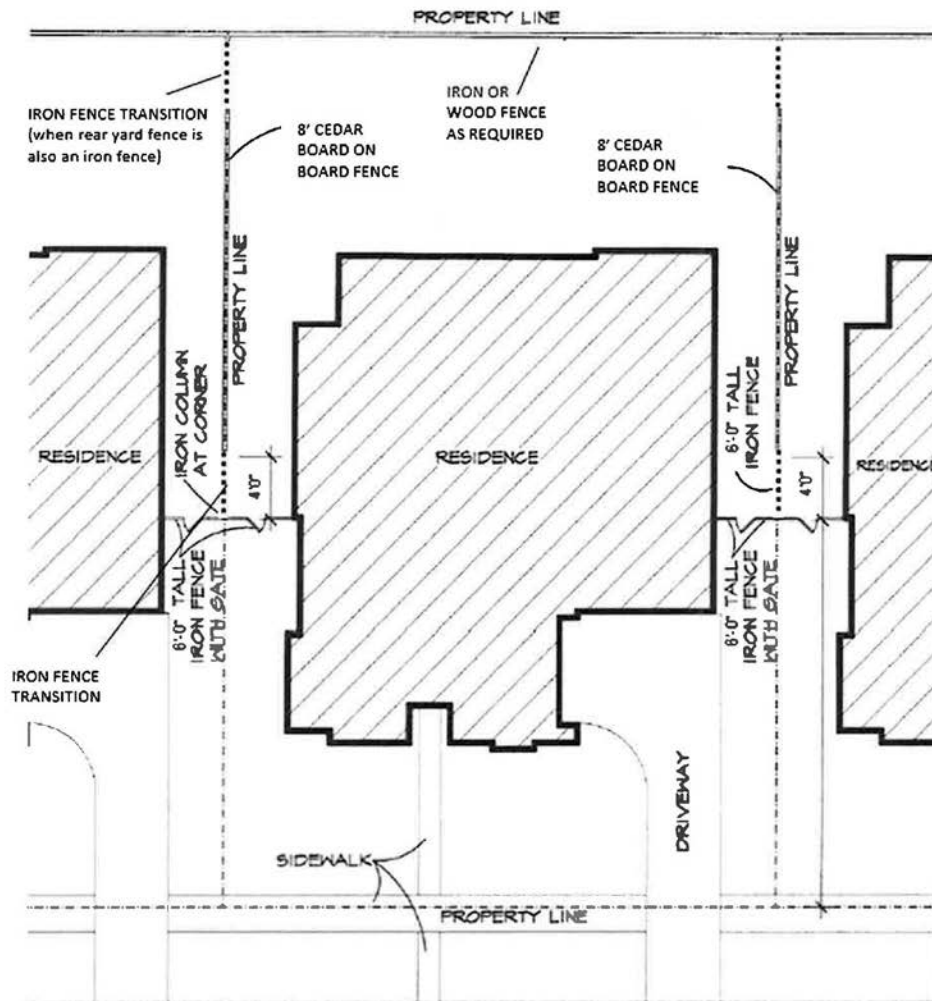 PROPERTY LINE
IRON FENCE TRANSITION
(when rear yard fence is
also an iron fence)
IRON OR
WOOD FENCE
AS REQUIRED
8' CEDAR
BOARD ON
BOARD FENCE
8' CEDAR
BOARD ON
BOARD FENCE
PROPERTY LINE
PROPERTY LINE
IRON COLUMN
AT CORNER
6'-0" TALL
IRON FENCE
RESIDENCE
RESIDENCE
RESIDENCE
4'0"
4'0"
6'-0" TALL
IRON FENCE
WITH GATE
6'-0" TALL
IRON FENCE
WITH GATE
IRON FENCE
TRANSITION
DRIVEWAY
SIDEWALK
PROPERTY LINE